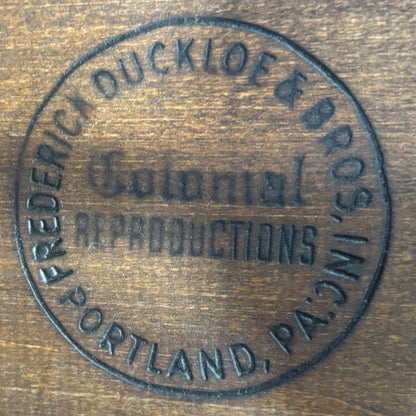 FREDERICK DUCKLOE & BROS., INC.
Colonial
REPRODUCTIONS
PORTLAND, PA.